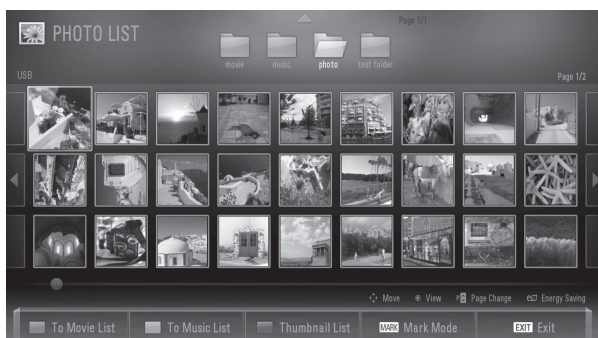 PHOTO LIST
Page 1/1
movie
music
photo
test folder
USB
Page 1/2
Move
View
P
Page Change
Energy Saving
To Movie List
To Music List
Thumbnail List
MARK Mark Mode
EXIT Exit